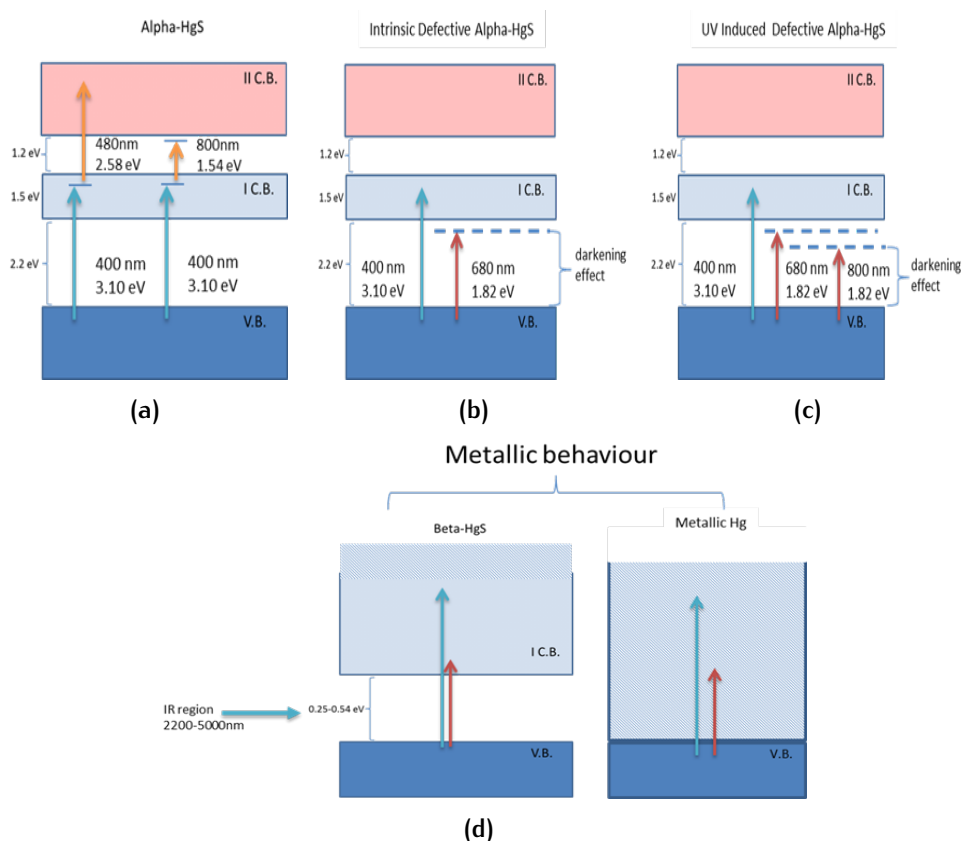 Alpha-HgS
II C.B.
1.2 eV
480nm
2.58 eV
800nm
1.54 eV
1.5 eV
I C.B.
2.2 eV
400 nm
3.10 eV
400 nm
3.10 eV
V.B.
(a)
Intrinsic Defective Alpha-HgS
II C.B.
1.2 eV
1.5 eV
I C.B.
2.2 eV
400 nm
3.10 eV
680 nm
1.82 eV
darkening
effect
V.B.
(b)
UV Induced Defective Alpha-HgS
II C.B.
1.2 eV
1.5 eV
I C.B.
2.2 eV
400 nm
3.10 eV
680 nm
1.82 eV
800 nm
1.82 eV
darkening
effect
V.B.
(c)
Metallic behaviour
Beta-HgS
I C.B.
IR region
2200-5000nm
0.25-0.54 eV
V.B.
Metallic Hg
V.B.
(d)